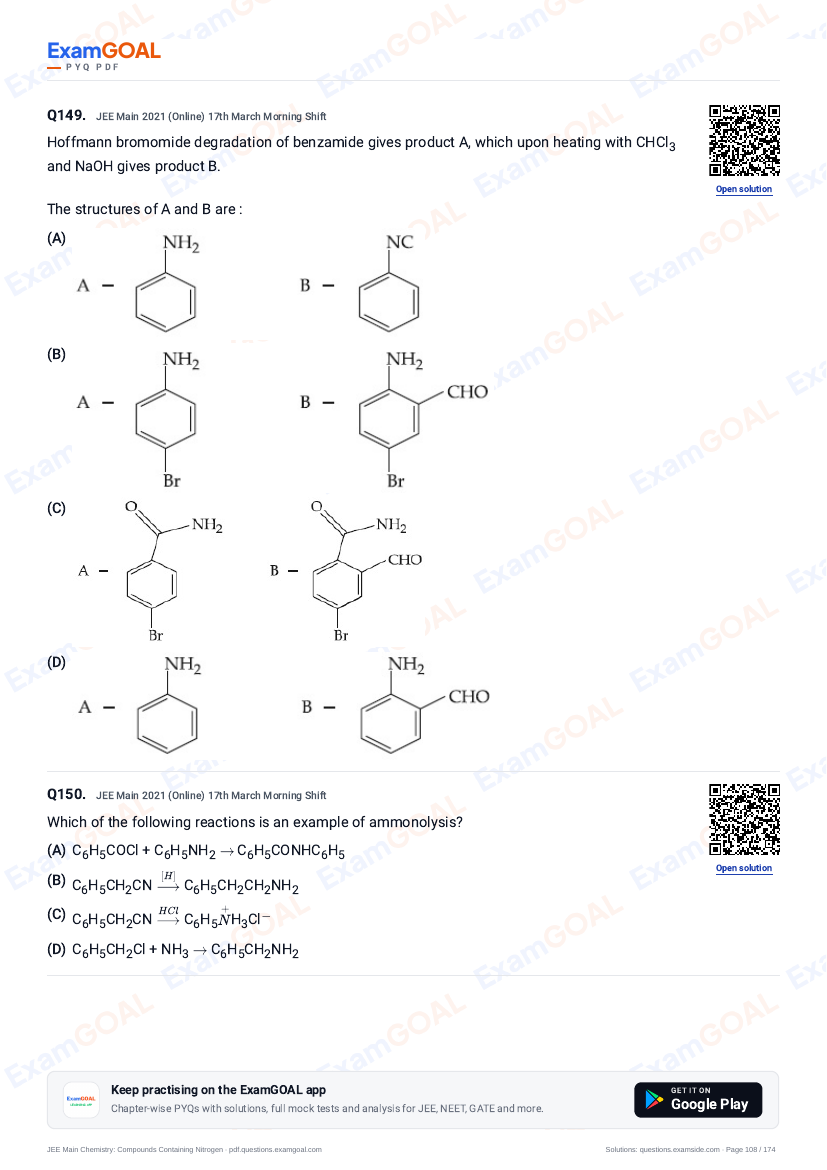 ExamGOAL
PYQ PDF
Q149. JEE Main 2021 (Online) 17th March Morning Shift
Hoffmann bromomide degradation of benzamide gives product A, which upon heating with CHCl3
and NaOH gives product B.
Open solution
The structures of A and B are :
(A)
NH2
NC
A –
B –
(B)
NH2
NH2
CHO
A –
B –
Br
Br
(C)
O
O
NH2
NH2
CHO
A –
B –
Br
Br
(D)
NH2
NH2
CHO
A –
B –
Q150. JEE Main 2021 (Online) 17th March Morning Shift
Which of the following reactions is an example of ammonolysis?
(A) C6H5COCl + C6H5NH2 → C6H5CONHC6H5
(B) C6H5CH2CN [H]⟶ C6H5CH2CH2NH2
Open solution
(C) C6H5CH2CN HCl⟶ C6H5N+H3Cl−
(D) C6H5CH2Cl + NH3 → C6H5CH2NH2
Keep practising on the ExamGOAL app
Chapter-wise PYQs with solutions, full mock tests and analysis for JEE, NEET, GATE and more.
GET IT ON
Google Play
JEE Main Chemistry: Compounds Containing Nitrogen · pdf.questions.examgoal.com
Solutions: questions.examside.com · Page 108 / 174